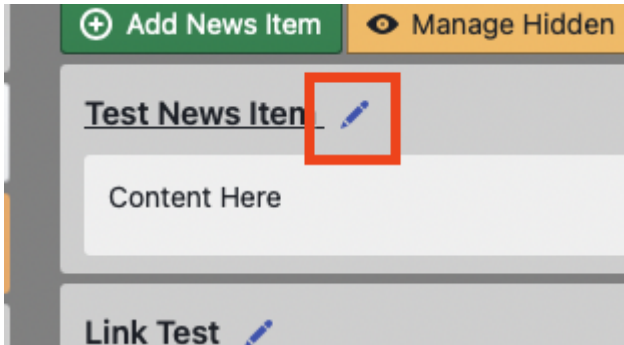 Add News Item Manage Hidden
Test News Item
Content Here
Link Test